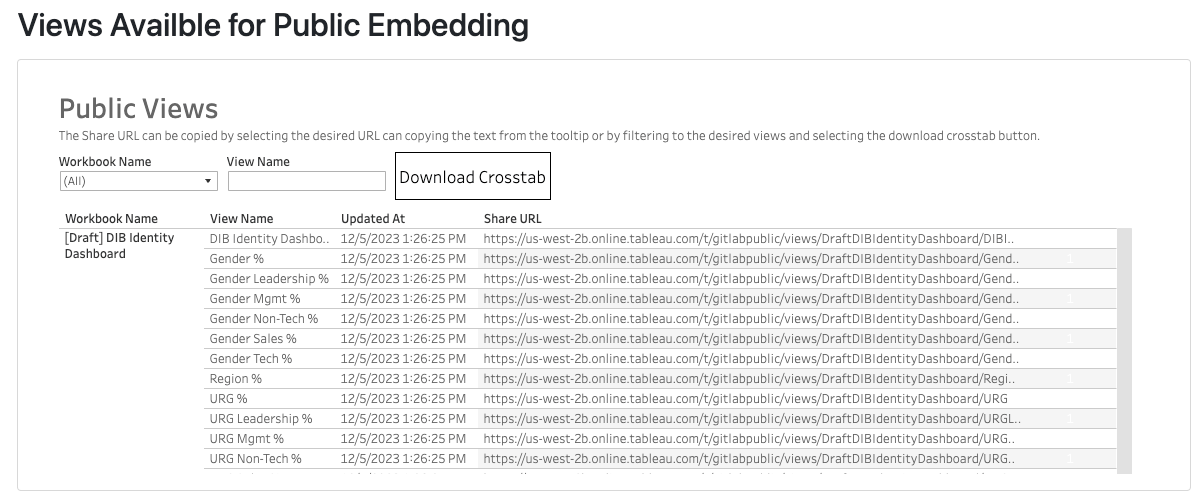 Views Availble for Public Embedding
Public Views
The Share URL can be copied by selecting the desired URL can copying the text from the tooltip or by filtering to the desired views and selecting the download crosstab button.
Workbook Name View Name
(All) Download Crosstab
Workbook Name View Name Updated At Share URL
[Draft] DIB Identity DIB Identity Dashbo.. 12/5/2023 1:26:25 PM https://us-west-2b.online.tableau.com/t/gitlabpublic/views/DraftDIBIdentityDashboard/DIBI..
Dashboard Gender % 12/5/2023 1:26:25 PM https://us-west-2b.online.tableau.com/t/gitlabpublic/views/DraftDIBIdentityDashboard/Gend..
Gender Leadership % 12/5/2023 1:26:25 PM https://us-west-2b.online.tableau.com/t/gitlabpublic/views/DraftDIBIdentityDashboard/Gend..
Gender Mgmt % 12/5/2023 1:26:25 PM https://us-west-2b.online.tableau.com/t/gitlabpublic/views/DraftDIBIdentityDashboard/Gend..
Gender Non-Tech % 12/5/2023 1:26:25 PM https://us-west-2b.online.tableau.com/t/gitlabpublic/views/DraftDIBIdentityDashboard/Gend..
Gender Sales % 12/5/2023 1:26:25 PM https://us-west-2b.online.tableau.com/t/gitlabpublic/views/DraftDIBIdentityDashboard/Gend..
Gender Tech % 12/5/2023 1:26:25 PM https://us-west-2b.online.tableau.com/t/gitlabpublic/views/DraftDIBIdentityDashboard/Gend..
Region % 12/5/2023 1:26:25 PM https://us-west-2b.online.tableau.com/t/gitlabpublic/views/DraftDIBIdentityDashboard/Regi..
URG % 12/5/2023 1:26:25 PM https://us-west-2b.online.tableau.com/t/gitlabpublic/views/DraftDIBIdentityDashboard/URG
URG Leadership % 12/5/2023 1:26:25 PM https://us-west-2b.online.tableau.com/t/gitlabpublic/views/DraftDIBIdentityDashboard/URGL..
URG Mgmt % 12/5/2023 1:26:25 PM https://us-west-2b.online.tableau.com/t/gitlabpublic/views/DraftDIBIdentityDashboard/URG..
URG Non-Tech % 12/5/2023 1:26:25 PM https://us-west-2b.online.tableau.com/t/gitlabpublic/views/DraftDIBIdentityDashboard/URG..